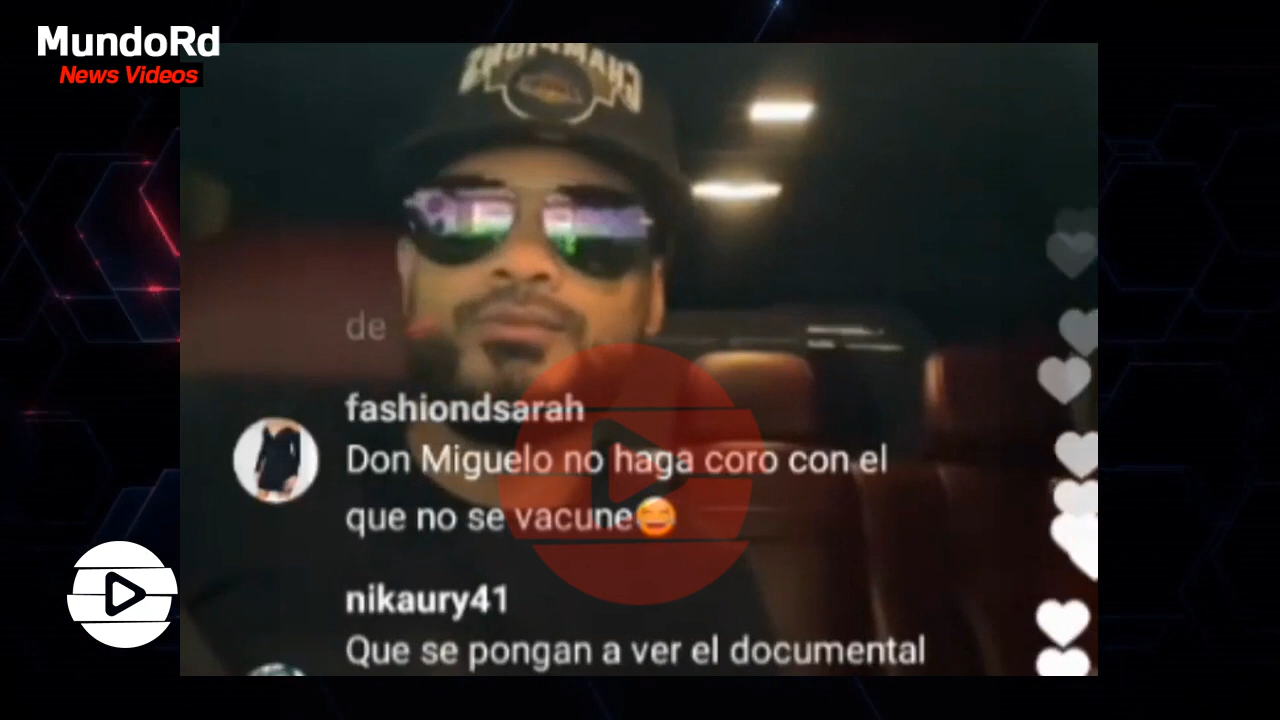 MundoRd
News Videos
CHAMPIONS
de
fashiondsarah
Don Miguelo no haga coro con el
que no se vacune😄
nikaury41
Que se pongan a ver el documental